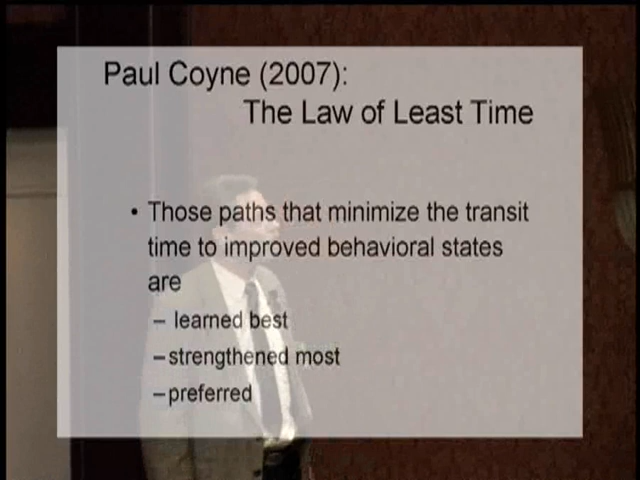 Paul Coyne (2007):
The Law of Least Time
• Those paths that minimize the transit
time to improved behavioral states
are
– learned best
– strengthened most
– preferred